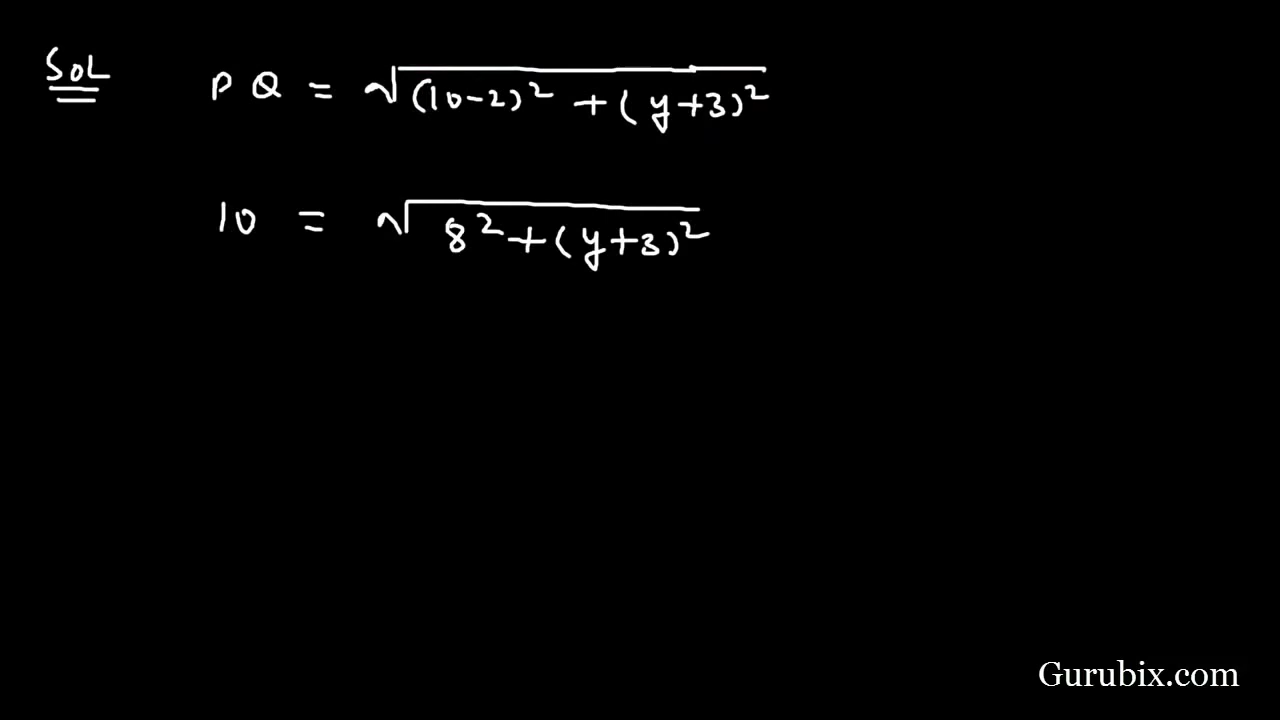 SOL
PQ = √(10-2)² + (y+3)²
10 = √8² + (y+3)²
Gurubix.com